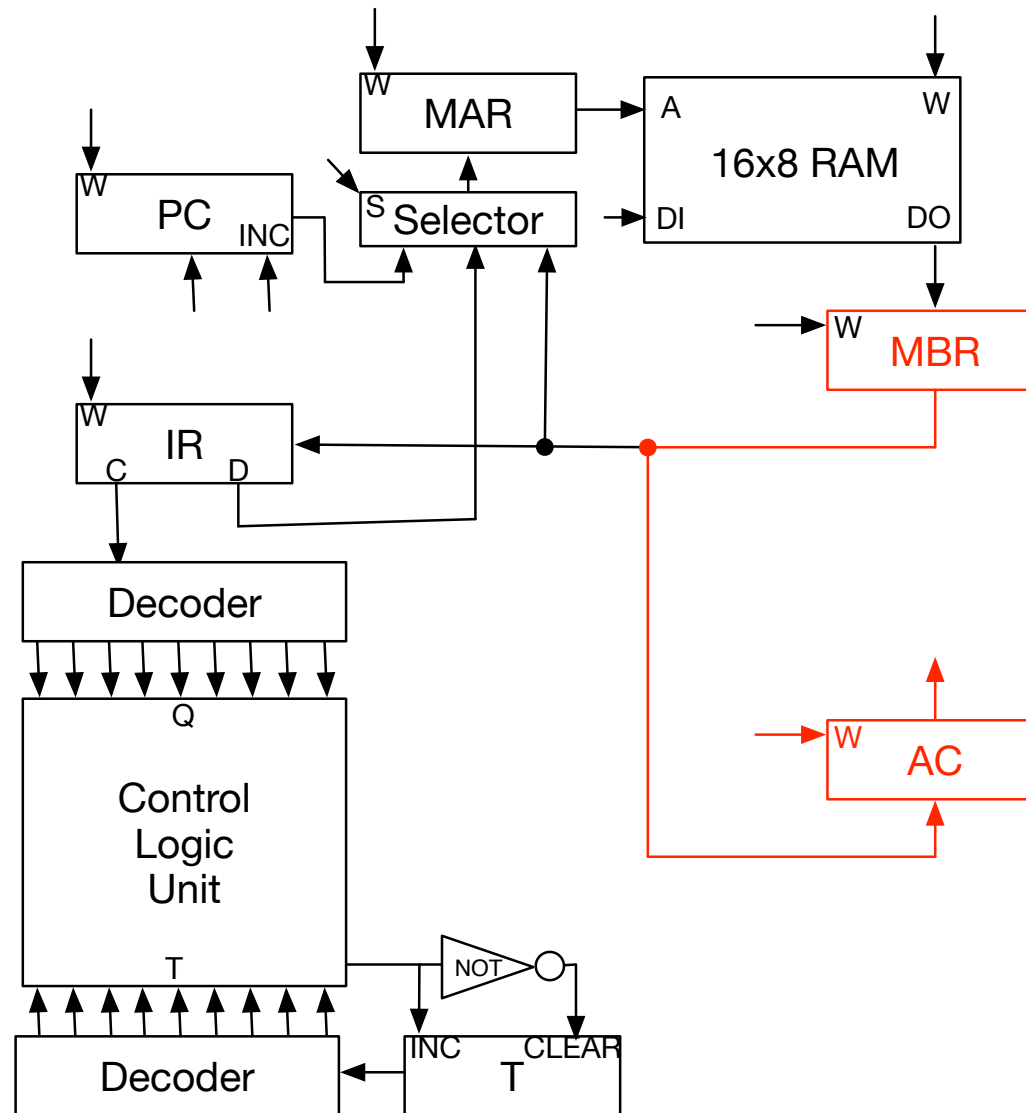 W
MAR
A
W
16x8 RAM
DI
DO
W
PC
INC
S
Selector
W
MBR
W
IR
C
D
Decoder
Q
Control
Logic
Unit
T
W
AC
NOT
INC
CLEAR
T
Decoder